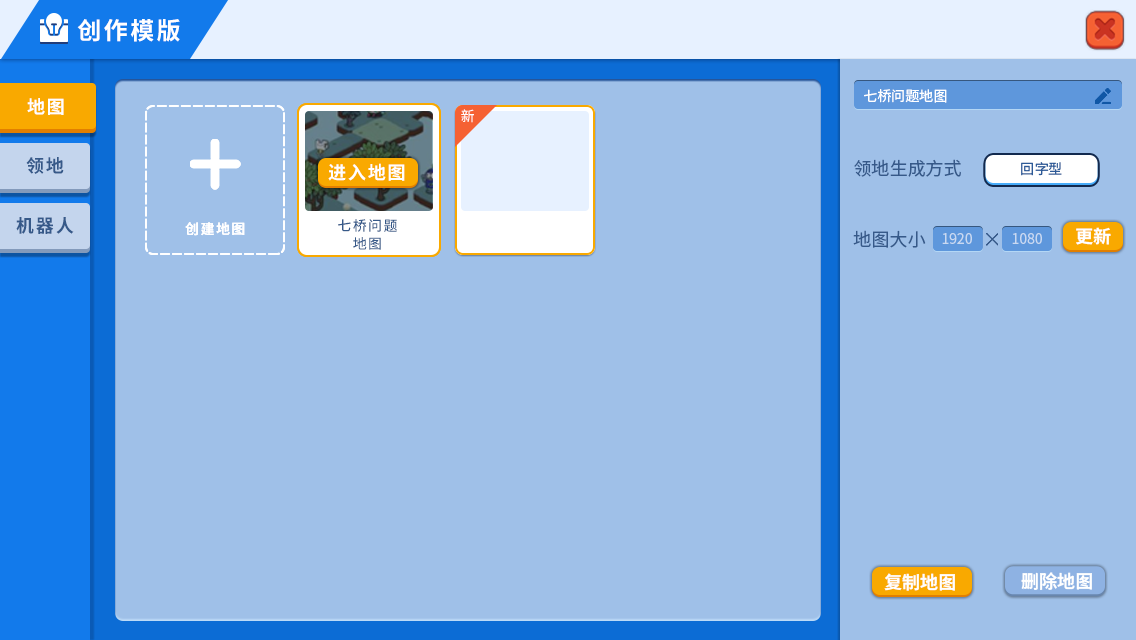 创作模版
地图
领地
机器人
创建地图
进入地图
七桥问题
地图
新
七桥问题地图
领地生成方式
回字型
地图大小 1920 × 1080 更新
复制地图 删除地图